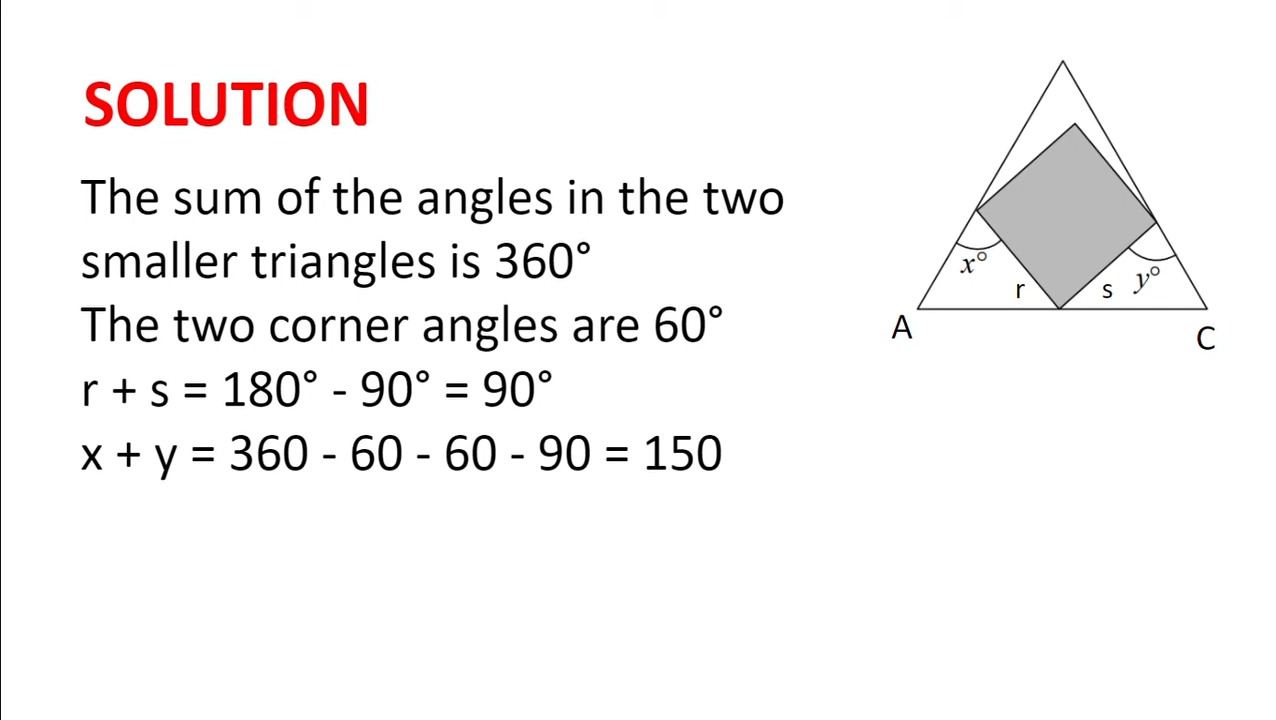 SOLUTION
The sum of the angles in the two
smaller triangles is 360°
The two corner angles are 60°
r + s = 180° - 90° = 90°
x + y = 360 - 60 - 60 - 90 = 150
x°
r
s
y°
A
C